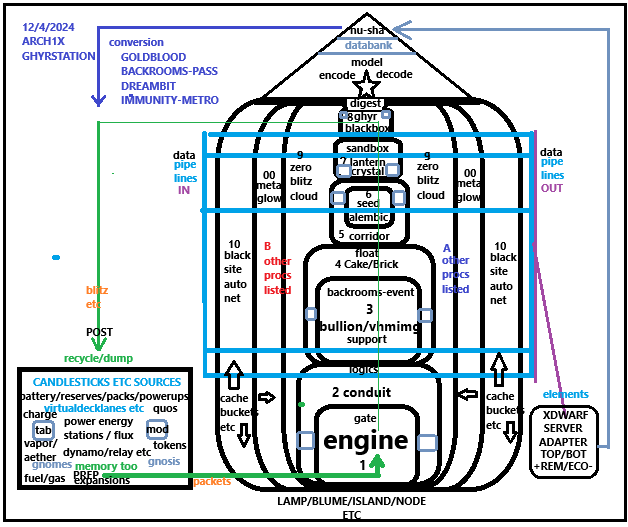 12/4/2024
ARCH1X
GHYRSTATION
conversion
GOLDBLOOD
BACKROOMS-PASS
DREAMBIT
IMMUNITY-METRO
nu-sha
databank
model
encode decode
digest
8ghyr
blackbox
sandbox
7 lantern
crystal
6
seed
alembic
5 corridor
float
4 Cake/Brick
backrooms-event
3
bullion/vhmimg
support
logics
2 conduit
gate
engine
1
data
pipe
lines
IN
00
meta
glow
9
zero
blitz
cloud
10
black
site
auto
net
B
other
procs
listed
g
zero
blitz
cloud
00
meta
glow
A
other
procs
listed
10
black
site
auto
net
data
pipe
lines
OUT
blitz
etc
POST
recycle/dump
CANDLESTICKS ETC SOURCES
battery/reserves/packs/powerups
virtualdecklanes etc quos
charge
tab
power energy
stations / flux
mod
vapor/
aether
dynamo/relay etc
tokens
gnomes
memory too
gnosis
fuel/gas
PREP
expansions
packets
cache
buckets
etc
cache
buckets
etc
elements
XDWARF
SERVER
ADAPTER
TOP/BOT
+REM/ECO-
LAMP/BLUME/ISLAND/NODE
ETC